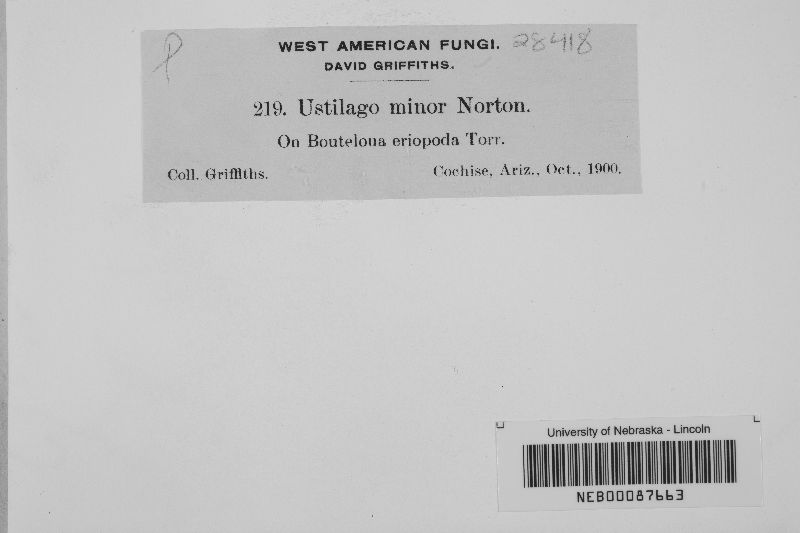 P
WEST AMERICAN FUNGI. 28418
DAVID GRIFFITHS.
219. Ustilago minor Norton.
On Bouteloua eriopoda Torr.
Coll. Griffiths. Cochise, Ariz., Oct., 1900.
University of Nebraska - Lincoln
NEB00087663